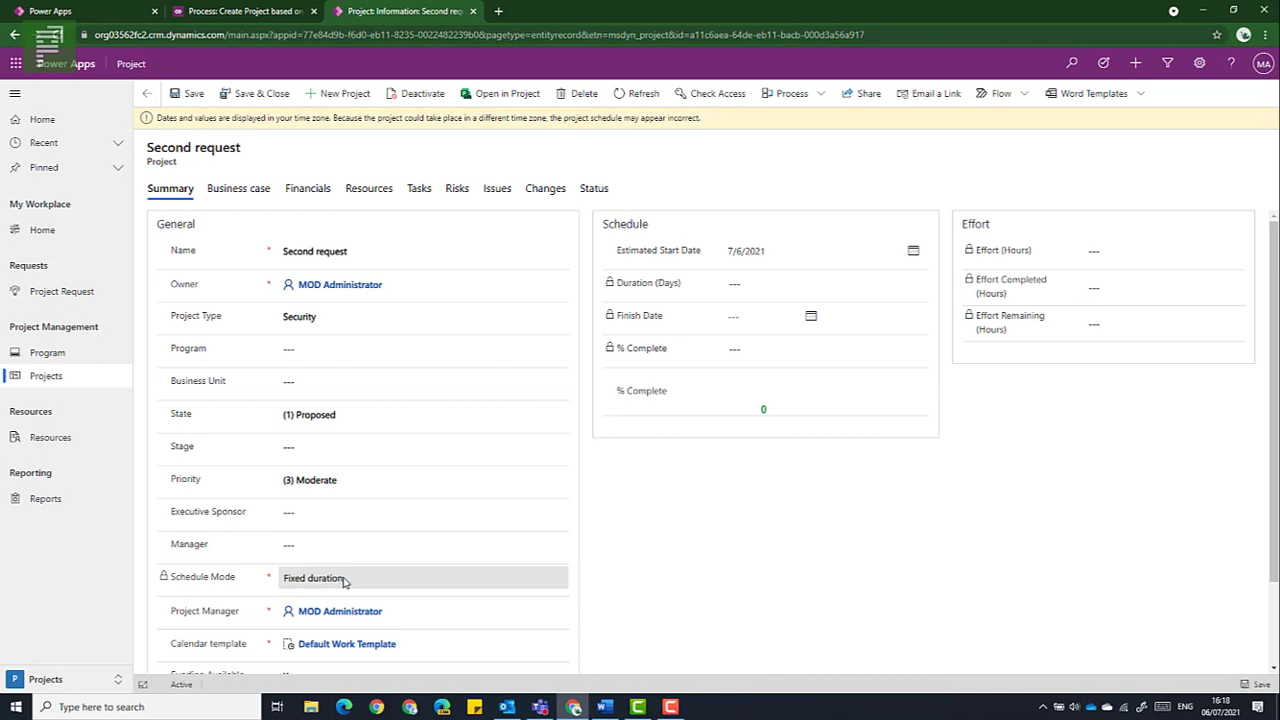 Power Apps
Process: Create Project based on
Project: Information: Second req
org03562fc2.crm.dynamics.com/main.aspx?appid=77e84d9b-f6d0-eb11-8235-0022482239b0&pagetype=entityrecord&etn=msdyn_project&id=a11c6aea-64de-eb11-bacb-000d3a56a917
Power Apps
Project
MA
Save
Save & Close
New Project
Deactivate
Open in Project
Delete
Refresh
Check Access
Process
Share
Email a Link
Flow
Word Templates
Dates and values are displayed in your time zone. Because the project could take place in a different time zone, the project schedule may appear incorrect.
Home
Recent
Pinned
My Workplace
Home
Requests
Project Request
Project Management
Program
Projects
Resources
Resources
Reporting
Reports
P Projects
Second request
Project
Summary
Business case
Financials
Resources
Tasks
Risks
Issues
Changes
Status
General
Name * Second request
Owner * MOD Administrator
Project Type Security
Program ---
Business Unit ---
State (1) Proposed
Stage ---
Priority (3) Moderate
Executive Sponsor ---
Manager ---
Schedule Mode * Fixed duration
Project Manager * MOD Administrator
Calendar template * Default Work Template
Funding Available
Schedule
Estimated Start Date 7/6/2021
Duration (Days) ---
Finish Date ---
% Complete ---
% Complete
0
Effort
Effort (Hours) ---
Effort Completed
(Hours) ---
Effort Remaining
(Hours) ---
Active
Save
Type here to search
ENG
16:18
06/07/2021